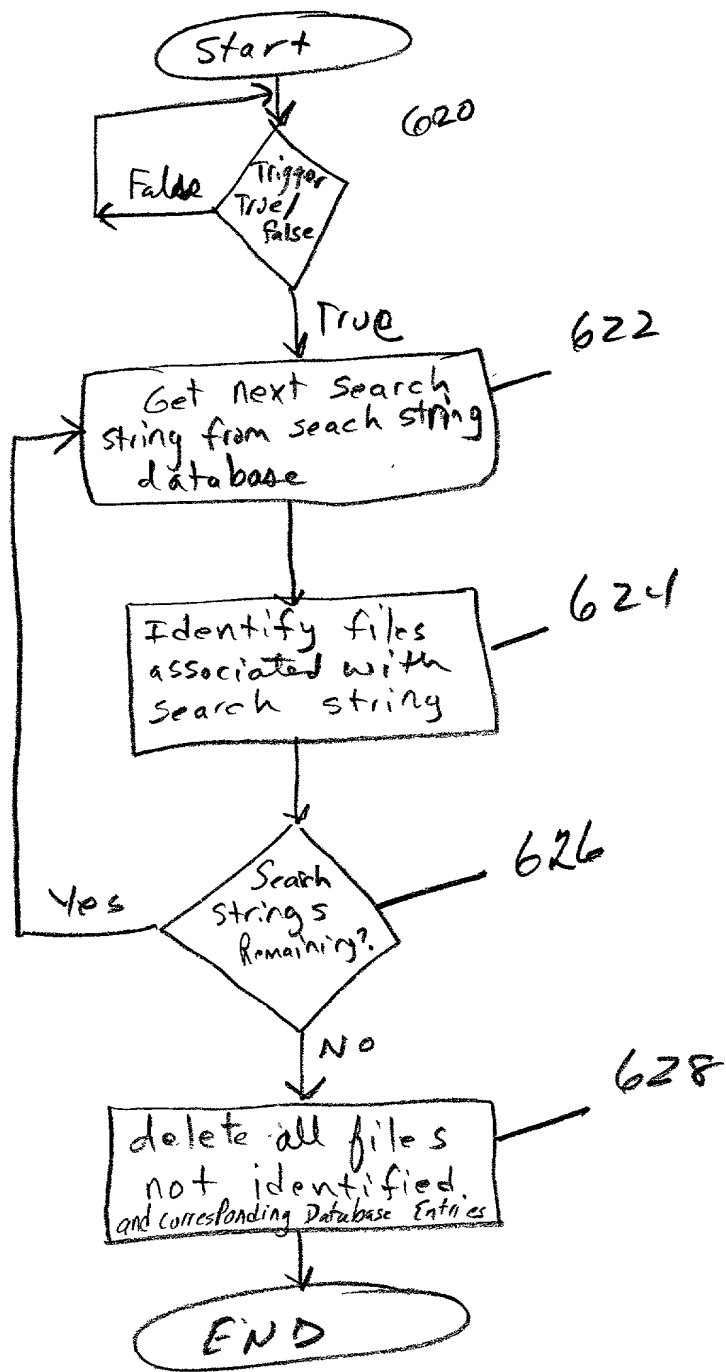 Start
620
Trigger
True/
false
False
True
622
Get next search
string from seach string
database
624
Identify files
associated with
search string
626
Search
strings
Remaining?
Yes
NO
628
delete all files
not identified.
and corresponding Database Entries
END